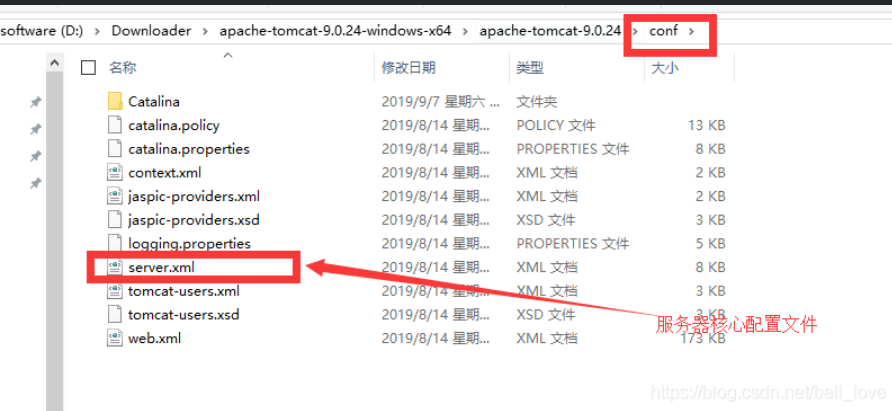 software (D:) > Downloader > apache-tomcat-9.0.24-windows-x64 > apache-tomcat-9.0.24 > conf >
名称 修改日期 类型 大小
Catalina 2019/9/7 星期六 ... 文件夹
catalina.policy 2019/8/14 星期... POLICY 文件 13 KB
catalina.properties 2019/8/14 星期... PROPERTIES 文件 8 KB
context.xml 2019/8/14 星期... XML 文档 2 KB
jaspic-providers.xml 2019/8/14 星期... XML 文档 2 KB
jaspic-providers.xsd 2019/8/14 星期... XSD 文件 3 KB
logging.properties 2019/8/14 星期... PROPERTIES 文件 5 KB
server.xml 2019/8/14 星期... XML 文档 8 KB
tomcat-users.xml 2019/8/14 星期... XML 文档 3 KB
tomcat-users.xsd 2019/8/14 星期... XSD 文件 3 KB
服务器核心配置文件
web.xml 2019/8/14 星期... XML 文档 173 KB
https://blog.csdn.net/bell_love